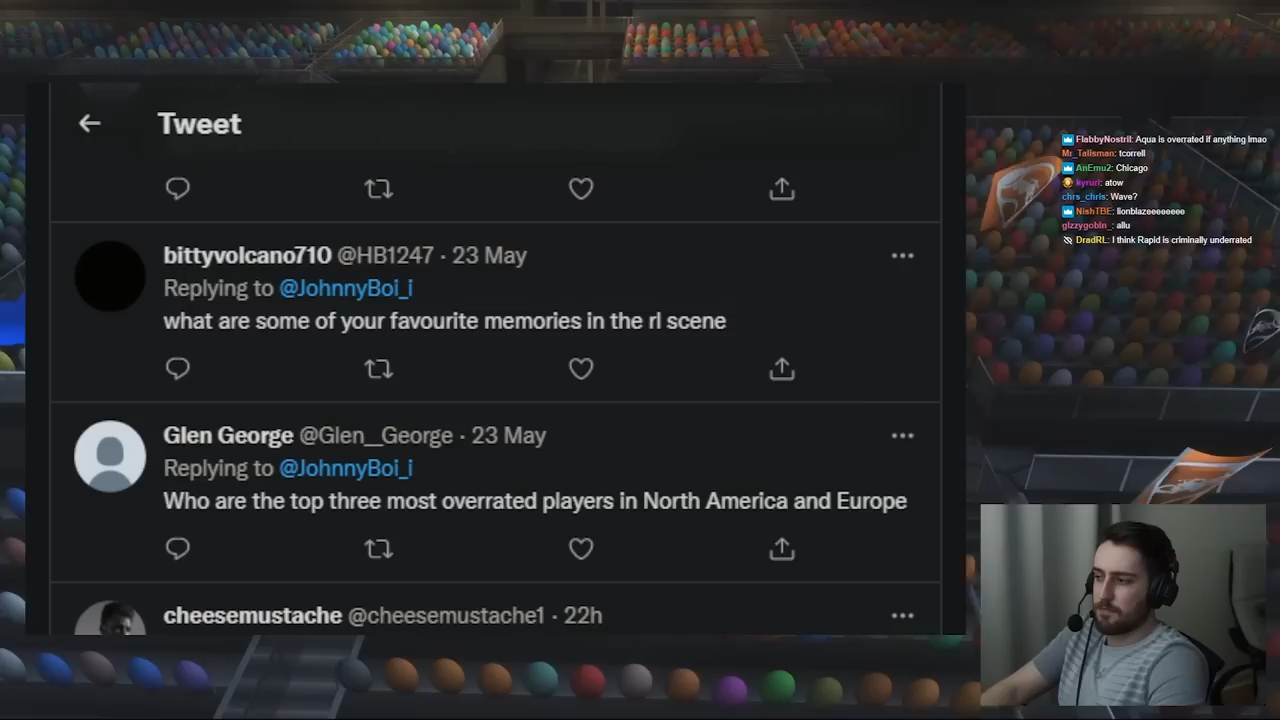 Tweet
bittyvolcano710 @HB1247 · 23 May
Replying to @JohnnyBoi_i
what are some of your favourite memories in the rl scene
Glen George @Glen__George · 23 May
Replying to @JohnnyBoi_i
Who are the top three most overrated players in North America and Europe
cheesemustache @cheesemustache1 · 22h
FlabbyNostril: Aqua is overrated if anything lmao
Mr_Talisman: tcorrell
AnEmu2: Chicago
kyruri: atow
chrs_chris: Wave?
NishTBE: lionblazeeeeeeee
glzzygobln_: allu
DradRL: I think Rapid is criminally underrated